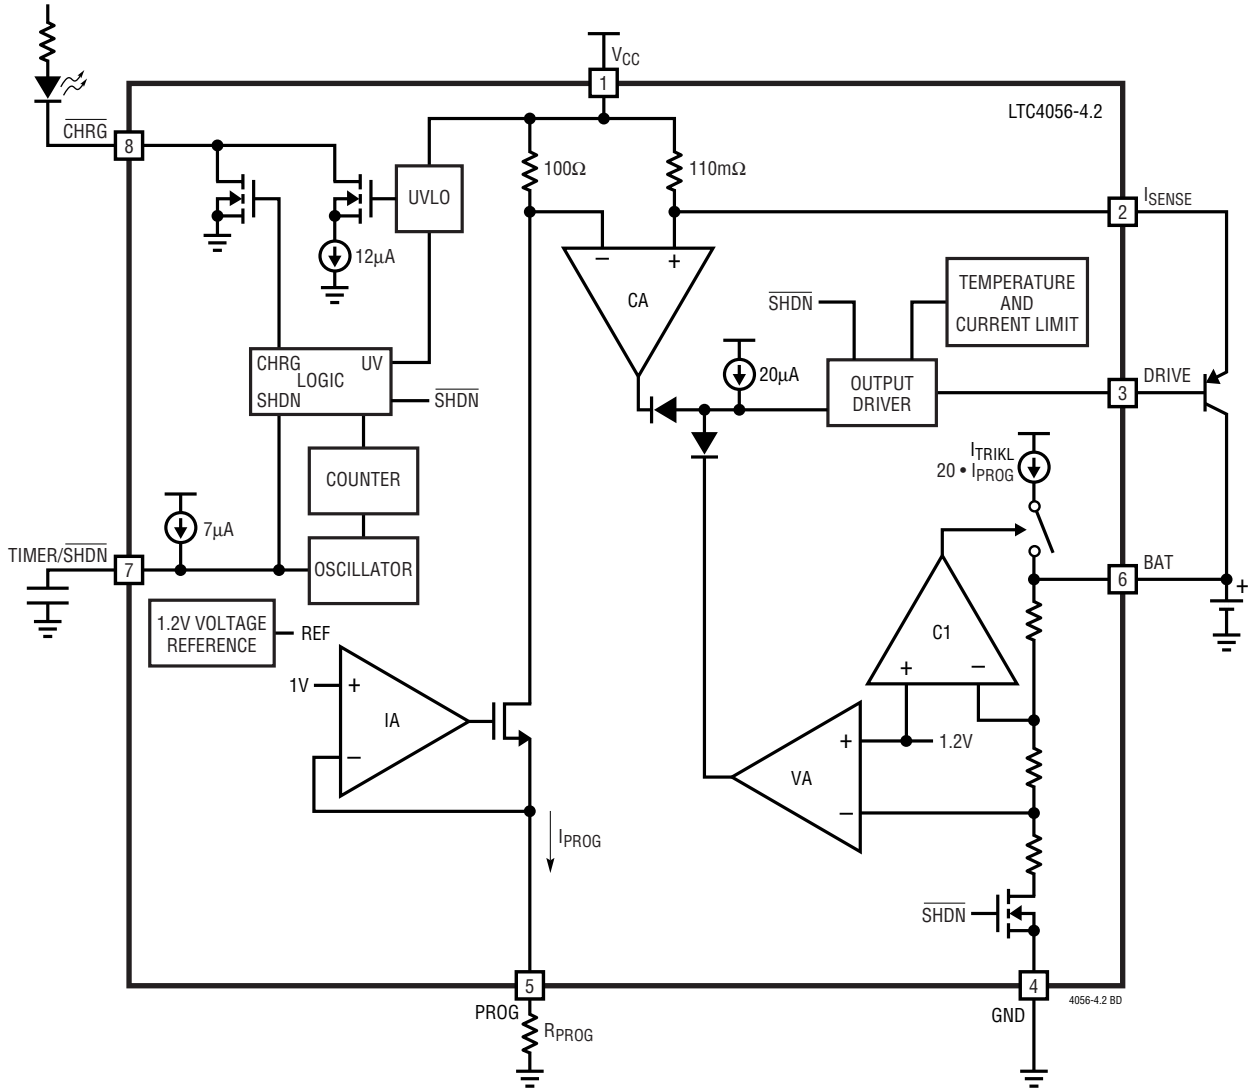 VCC
1
LTC4056-4.2
CHRG
8
100Ω
110mΩ
UVLO
2
ISENSE
12µA
−
+
CA
SHDN
TEMPERATURE
AND
CURRENT LIMIT
CHRG
UV
LOGIC
SHDN
SHDN
20µA
OUTPUT
DRIVER
3
DRIVE
ITRIKL
20 • IPROG
COUNTER
7µA
TIMER/SHDN
7
OSCILLATOR
6
BAT
+
1.2V VOLTAGE
REFERENCE
REF
C1
+
−
1V
+
IA
−
+
1.2V
VA
−
IPROG
SHDN
5
4
PROG
RPROG
GND
4056-4.2 BD